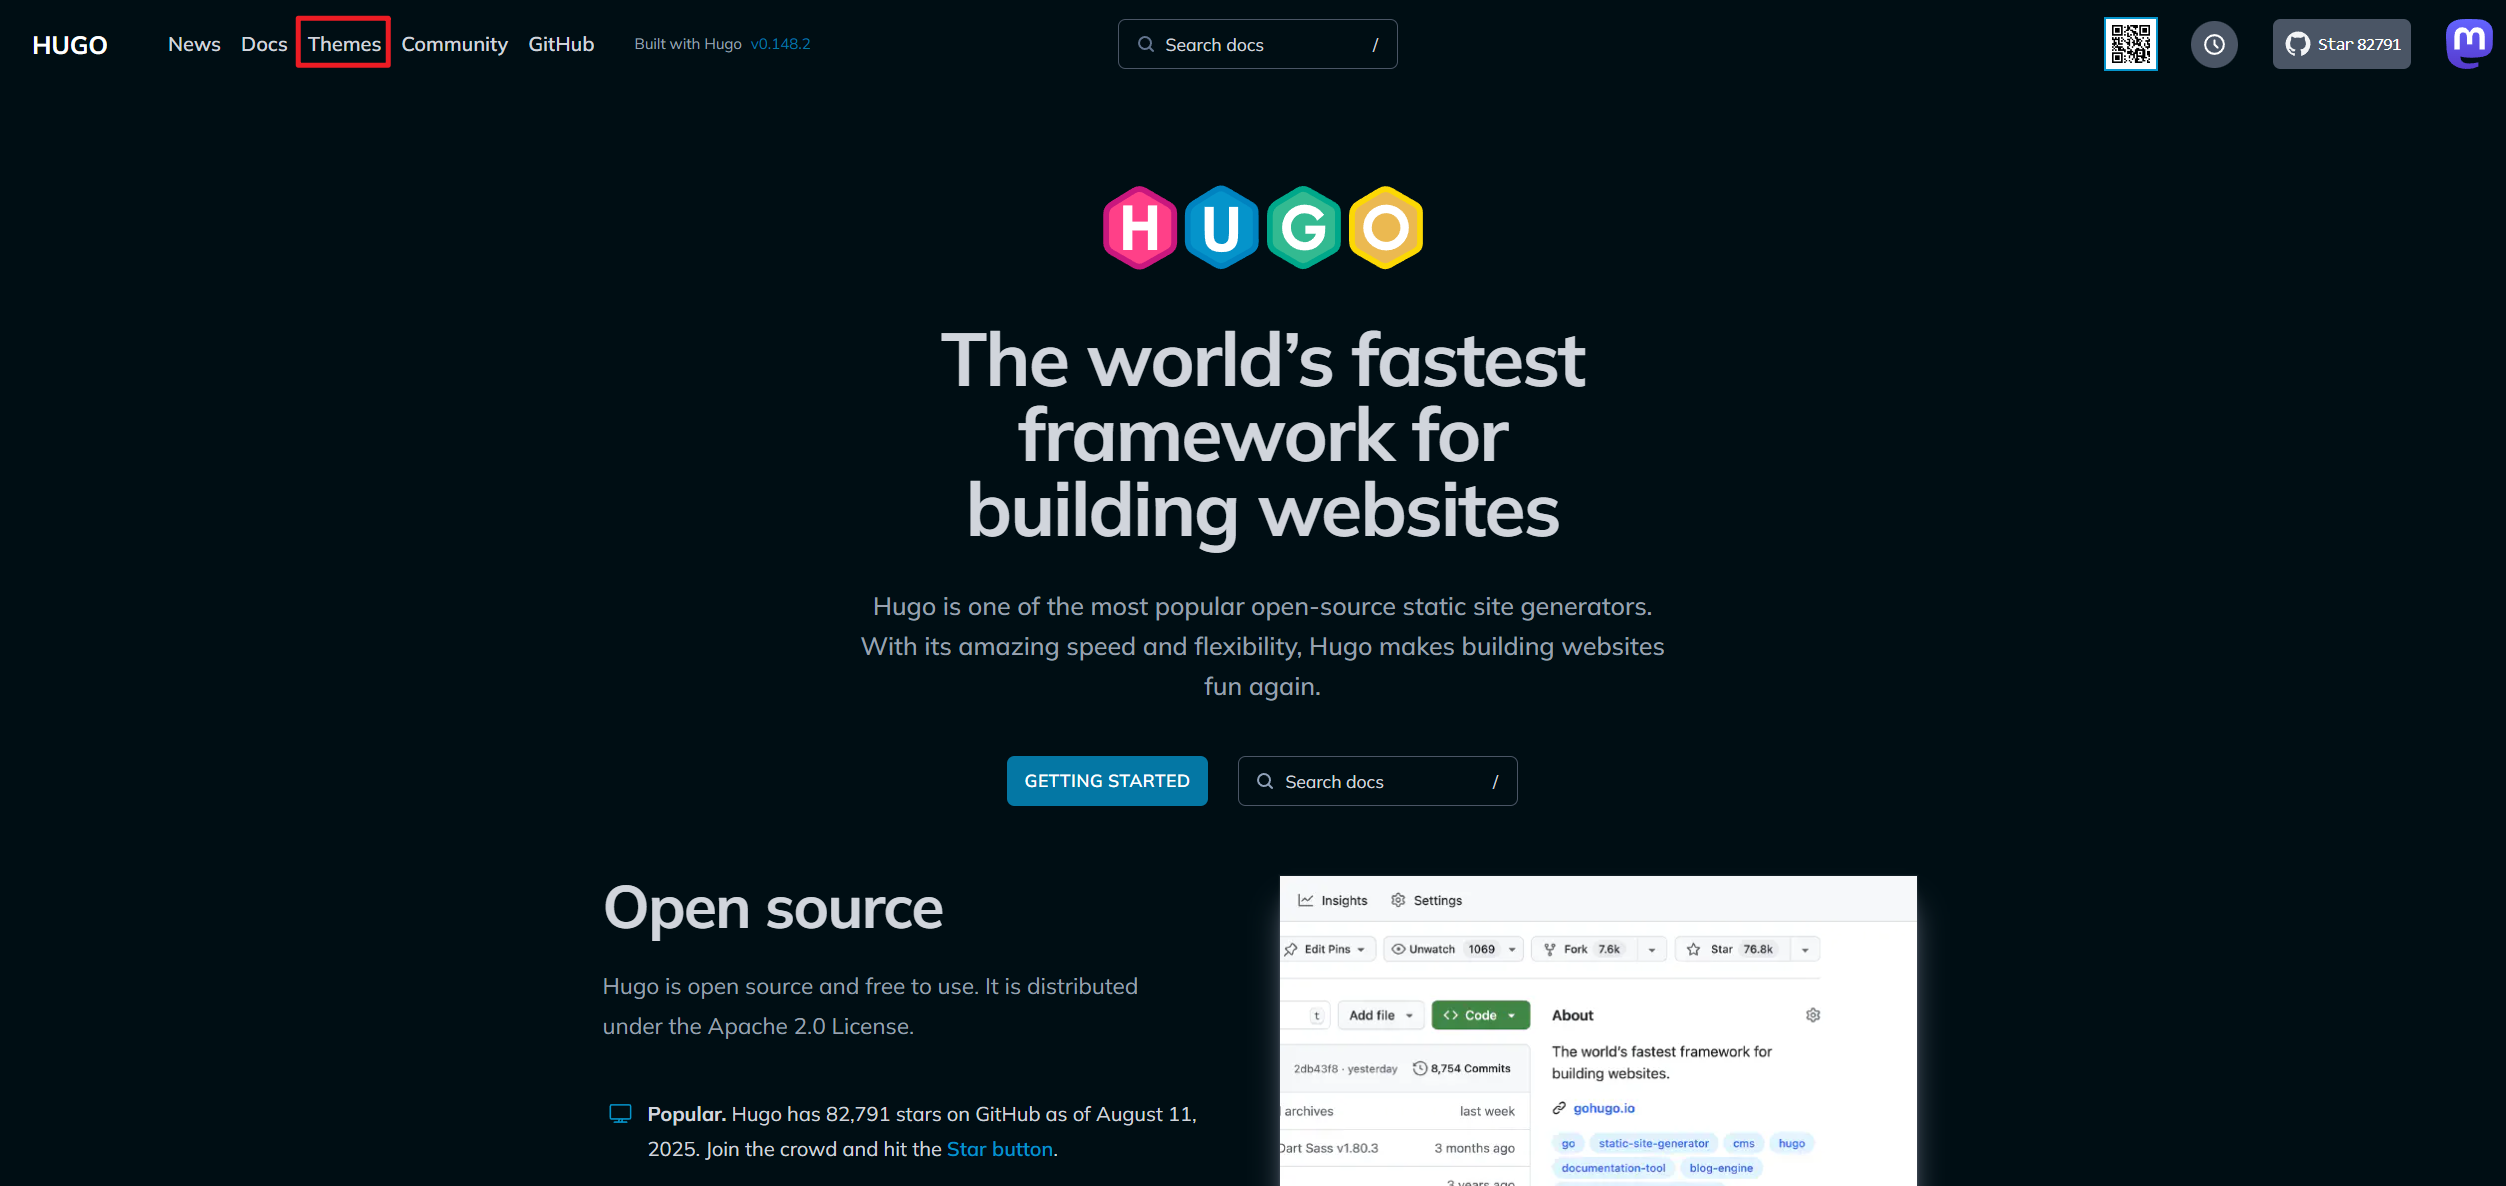 HUGO
News Docs Themes Community GitHub Built with Hugo v0.148.2
Search docs /
Star 82791
HUGO
The world’s fastest
framework for
building websites
Hugo is one of the most popular open-source static site generators.
With its amazing speed and flexibility, Hugo makes building websites
fun again.
GETTING STARTED
Search docs /
Open source
Hugo is open source and free to use. It is distributed
under the Apache 2.0 License.
Popular. Hugo has 82,791 stars on GitHub as of August 11,
2025. Join the crowd and hit the Star button.
Insights Settings
Edit Pins Unwatch 1069 Fork 7.6k Star 76.8k
t Add file Code
About
The world's fastest framework for
building websites.
gohugo.io
go static-site-generator cms hugo
documentation-tool blog-engine
2db43f8 · yesterday 8,754 Commits
archives last week
Dart Sass v1.80.3 3 months ago
3 years ago